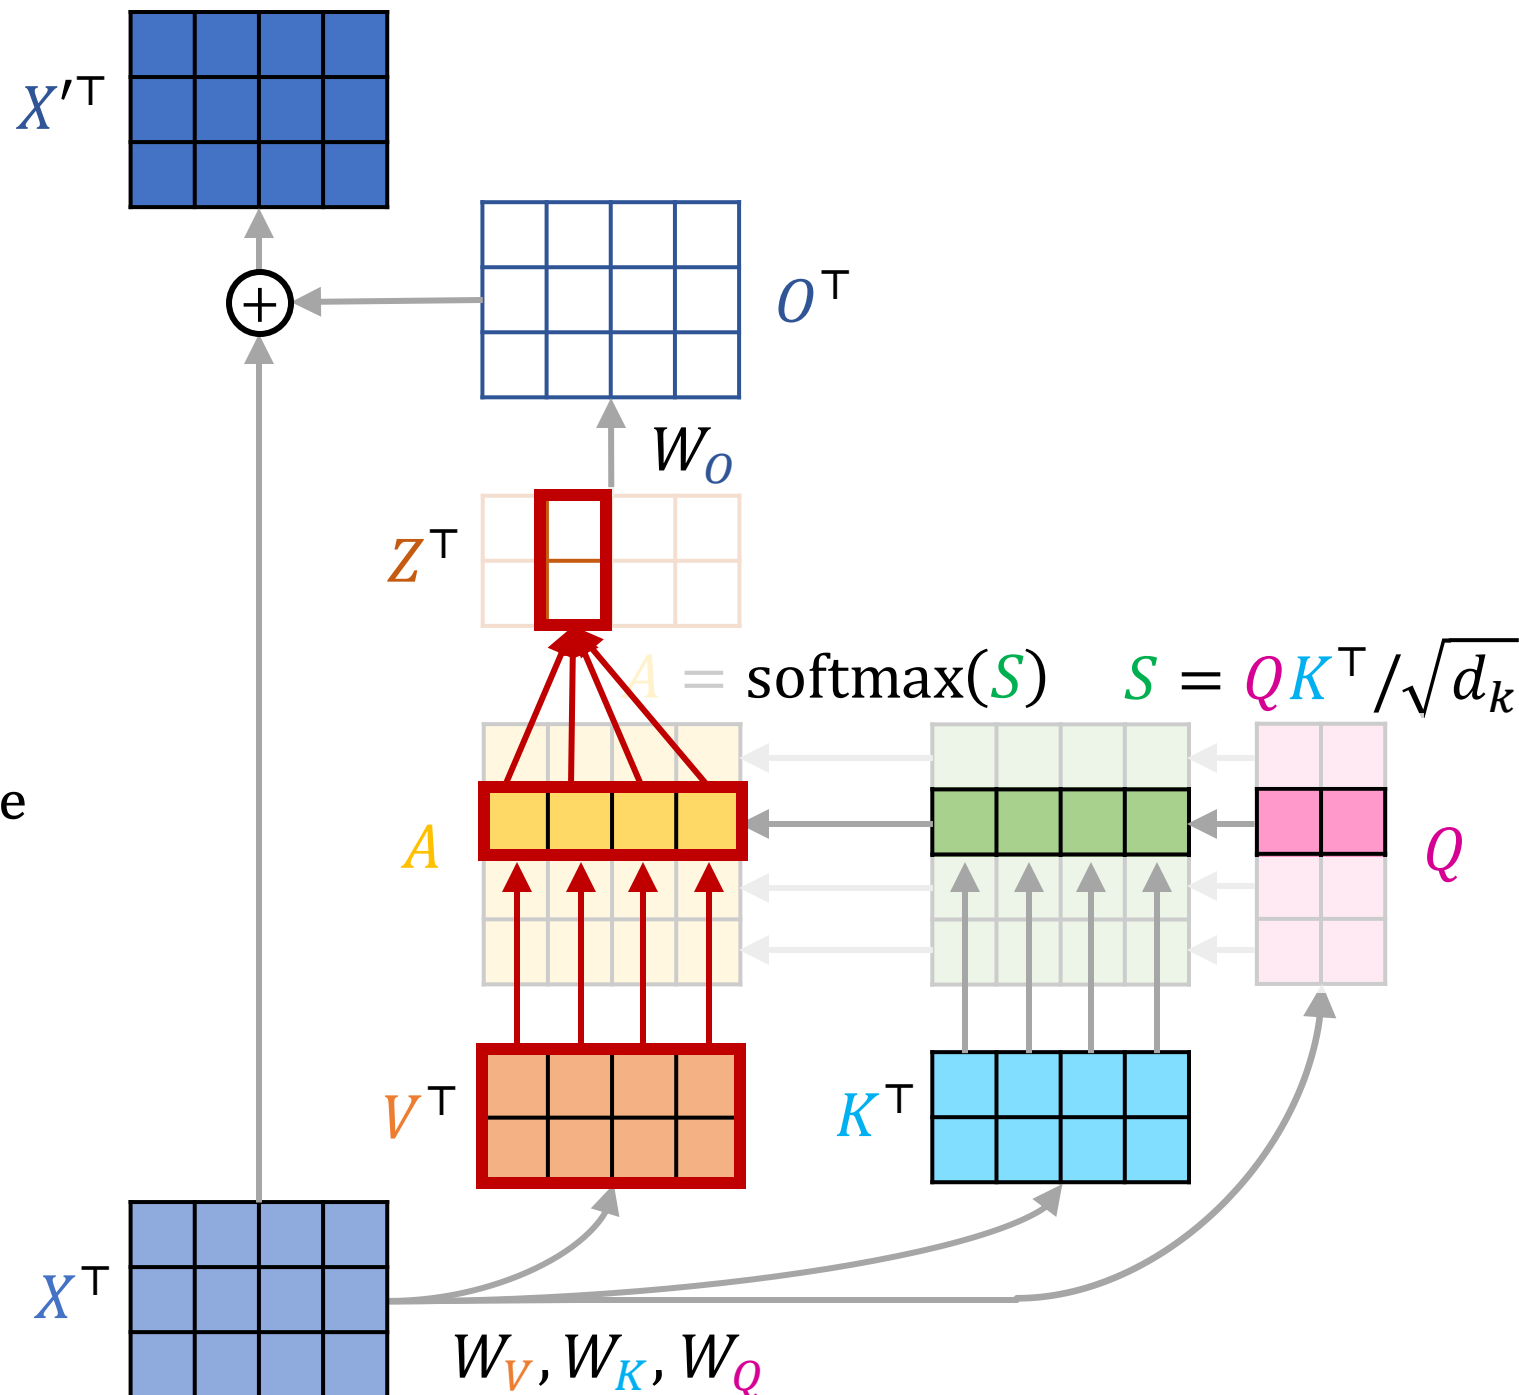 X′⊤
O⊤
W_O
Z⊤
A = softmax(S)
S = QK⊤/√d_k
e
A
Q
V⊤
K⊤
X⊤
W_V, W_K, W_Q